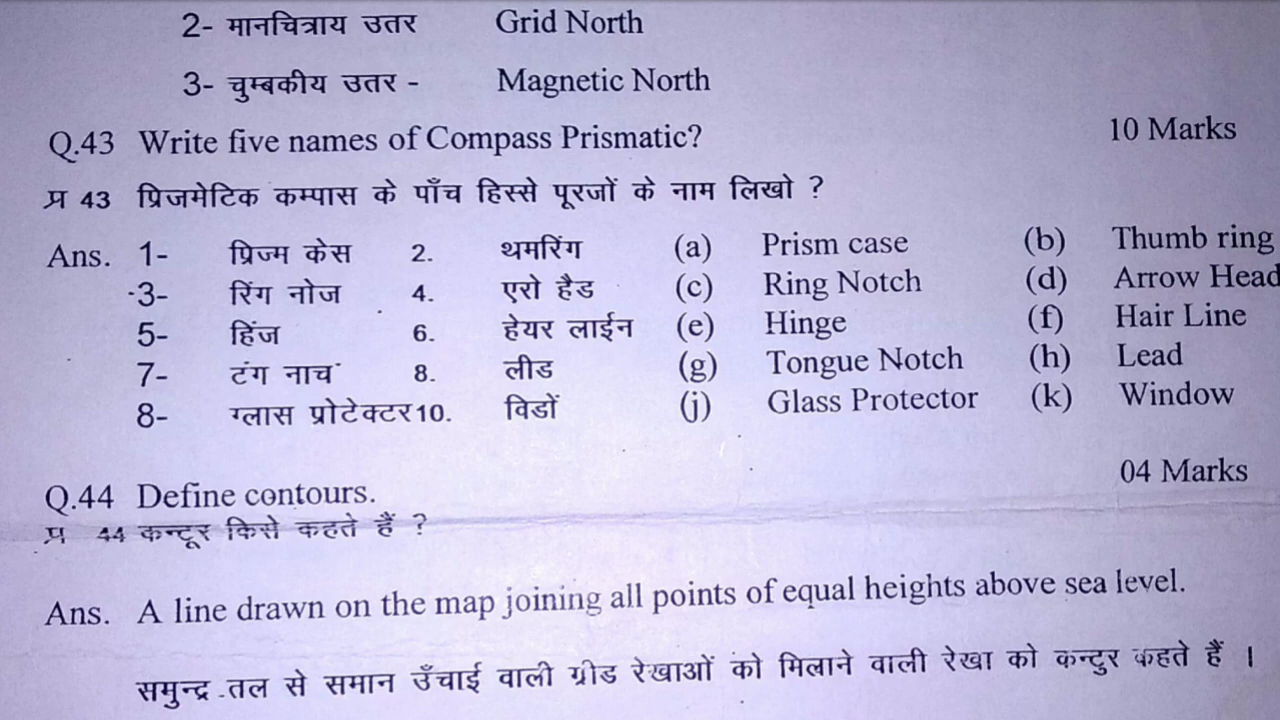 2- मानचित्राय उतर Grid North
3- चुम्बकीय उतर - Magnetic North
Q.43 Write five names of Compass Prismatic? 10 Marks
प्र 43 प्रिजमेटिक कम्पास के पाँच हिस्से पूरजों के नाम लिखो ?
Ans. 1- प्रिज्म केस 2. थमरिंग (a) Prism case (b) Thumb ring
3- रिंग नोज 4. एरो हैड (c) Ring Notch (d) Arrow Head
5- हिंज 6. हेयर लाईन (e) Hinge (f) Hair Line
7- टंग नाच 8. लीड (g) Tongue Notch (h) Lead
8- ग्लास प्रोटेक्टर 10. विडों (j) Glass Protector (k) Window
04 Marks
Q.44 Define contours.
प्र 44 कन्टूर किसे कहते हैं ?
Ans. A line drawn on the map joining all points of equal heights above sea level.
समुन्द्र तल से समान उँचाई वाली ग्रीड रेखाओं को मिलाने वाली रेखा को कन्टुर कहते हैं ।